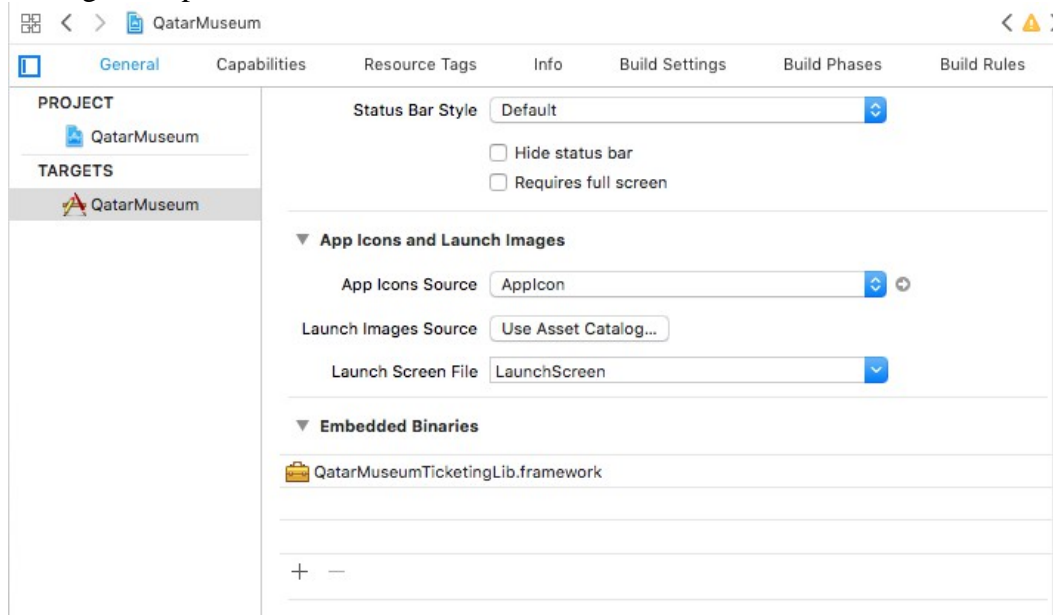 QatarMuseum
General Capabilities Resource Tags Info Build Settings Build Phases Build Rules
PROJECT
QatarMuseum
TARGETS
QatarMuseum
Status Bar Style Default
Hide status bar
Requires full screen
App Icons and Launch Images
App Icons Source AppIcon
Launch Images Source Use Asset Catalog...
Launch Screen File LaunchScreen
Embedded Binaries
QatarMuseumTicketingLib.framework